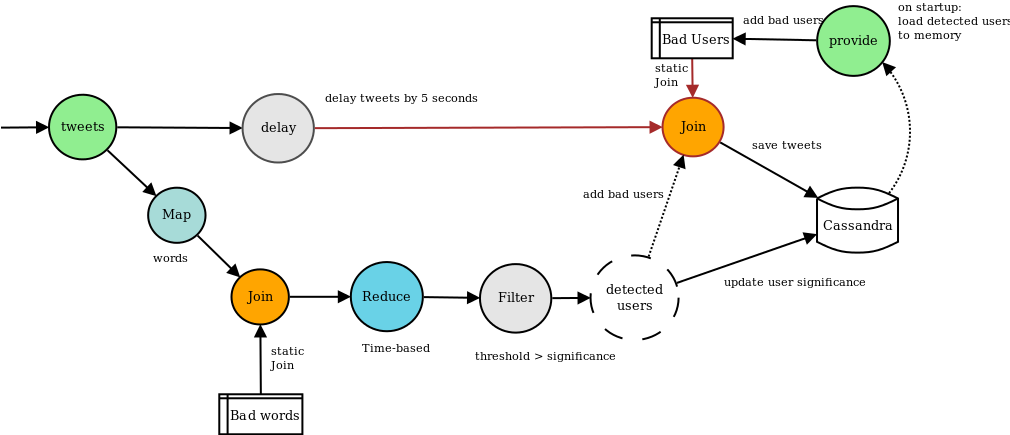 on startup:
load detected users
to memory
add bad users
provide
Bad Users
static
Join
delay tweets by 5 seconds
tweets
delay
Join
save tweets
add bad users
Map
words
Cassandra
Join
Reduce
Filter
detected
users
update user significance
Time-based
threshold > significance
static
Join
Bad words